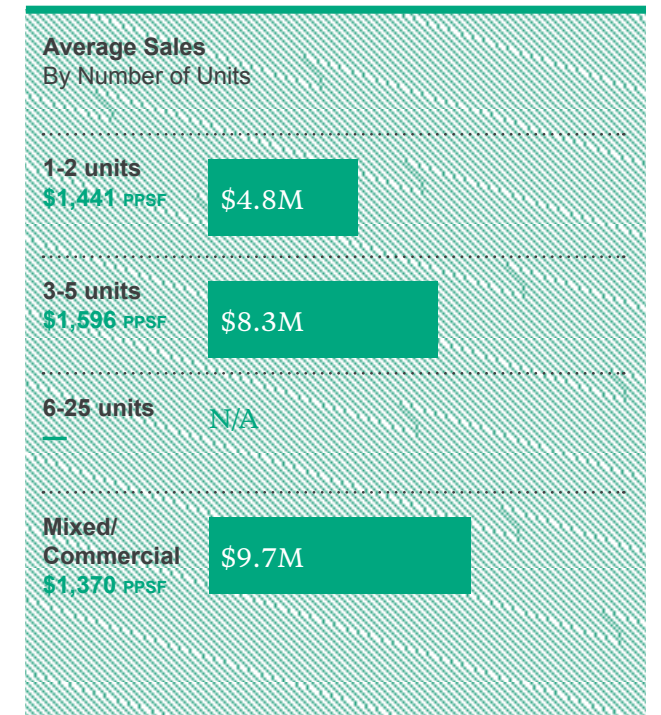 Average Sales
By Number of Units
1-2 units
$1,441 PPSF
$4.8M
3-5 units
$1,596 PPSF
$8.3M
6-25 units
—
N/A
Mixed/
Commercial
$1,370 PPSF
$9.7M